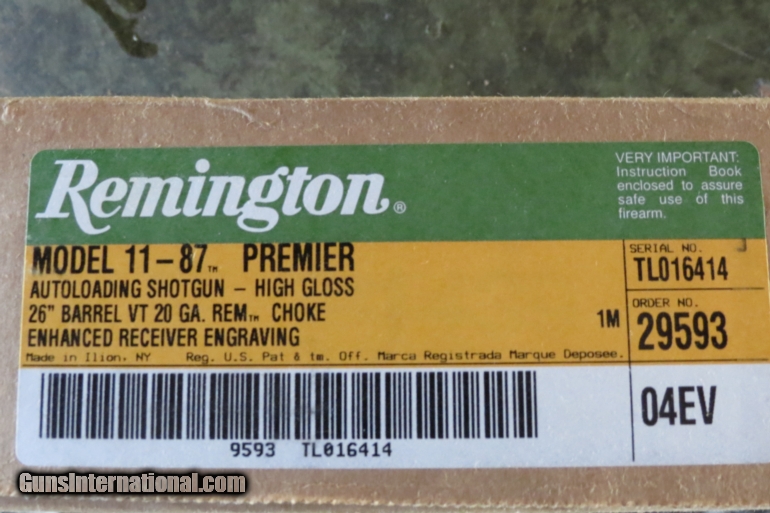 Remington®
VERY IMPORTANT:
Instruction Book
enclosed to assure
safe use of this
firearm.
MODEL 11-87™ PREMIER
AUTOLOADING SHOTGUN - HIGH GLOSS
26" BARREL VT 20 GA. REM™ CHOKE 1M
ENHANCED RECEIVER ENGRAVING
Made in Ilion, NY Reg. U.S. Pat & tm. Off. Marca Registrada Marque Deposee.
SERIAL NO.
TL016414
ORDER NO.
29593
04EV
9593 TL016414
GunsInternational.com